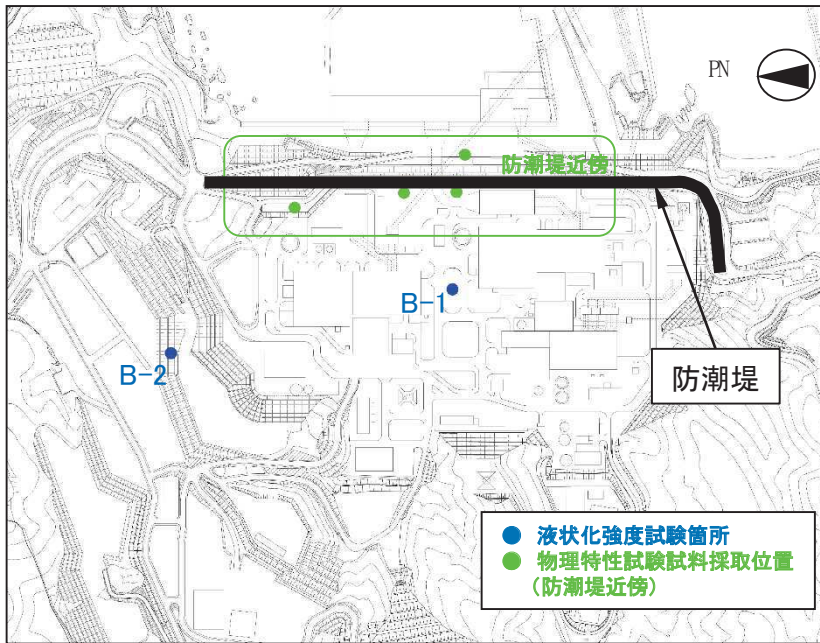 PN
防潮堤近傍
B-1
B-2
防潮堤
液状化強度試験箇所
物理特性試験試料採取位置
(防潮堤近傍)